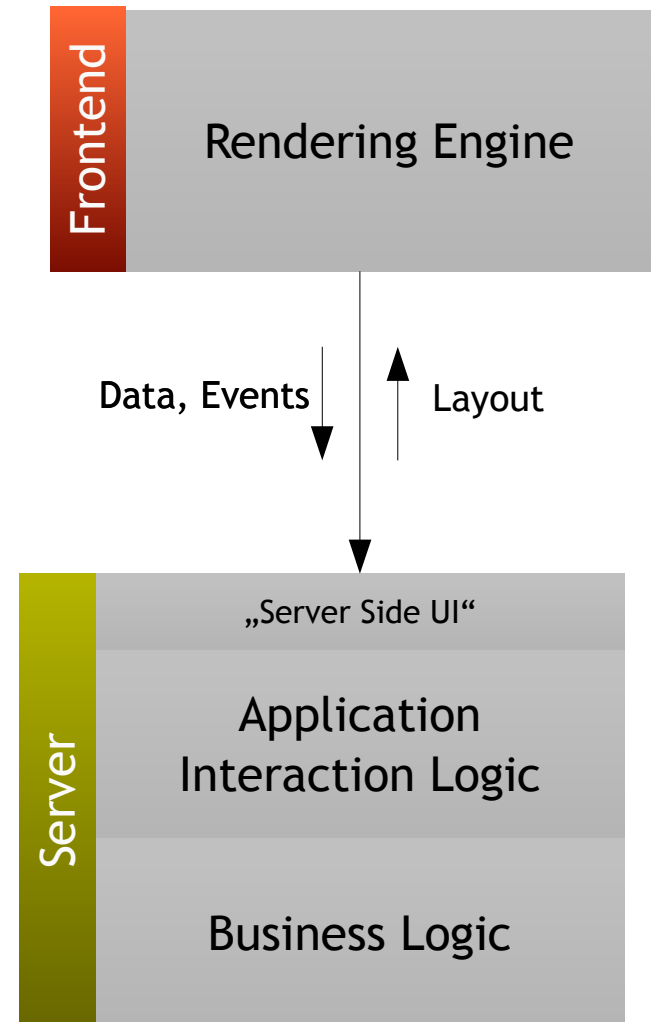 Frontend
Rendering Engine
Data, Events
Layout
Server
„Server Side UI“
Application
Interaction Logic
Business Logic